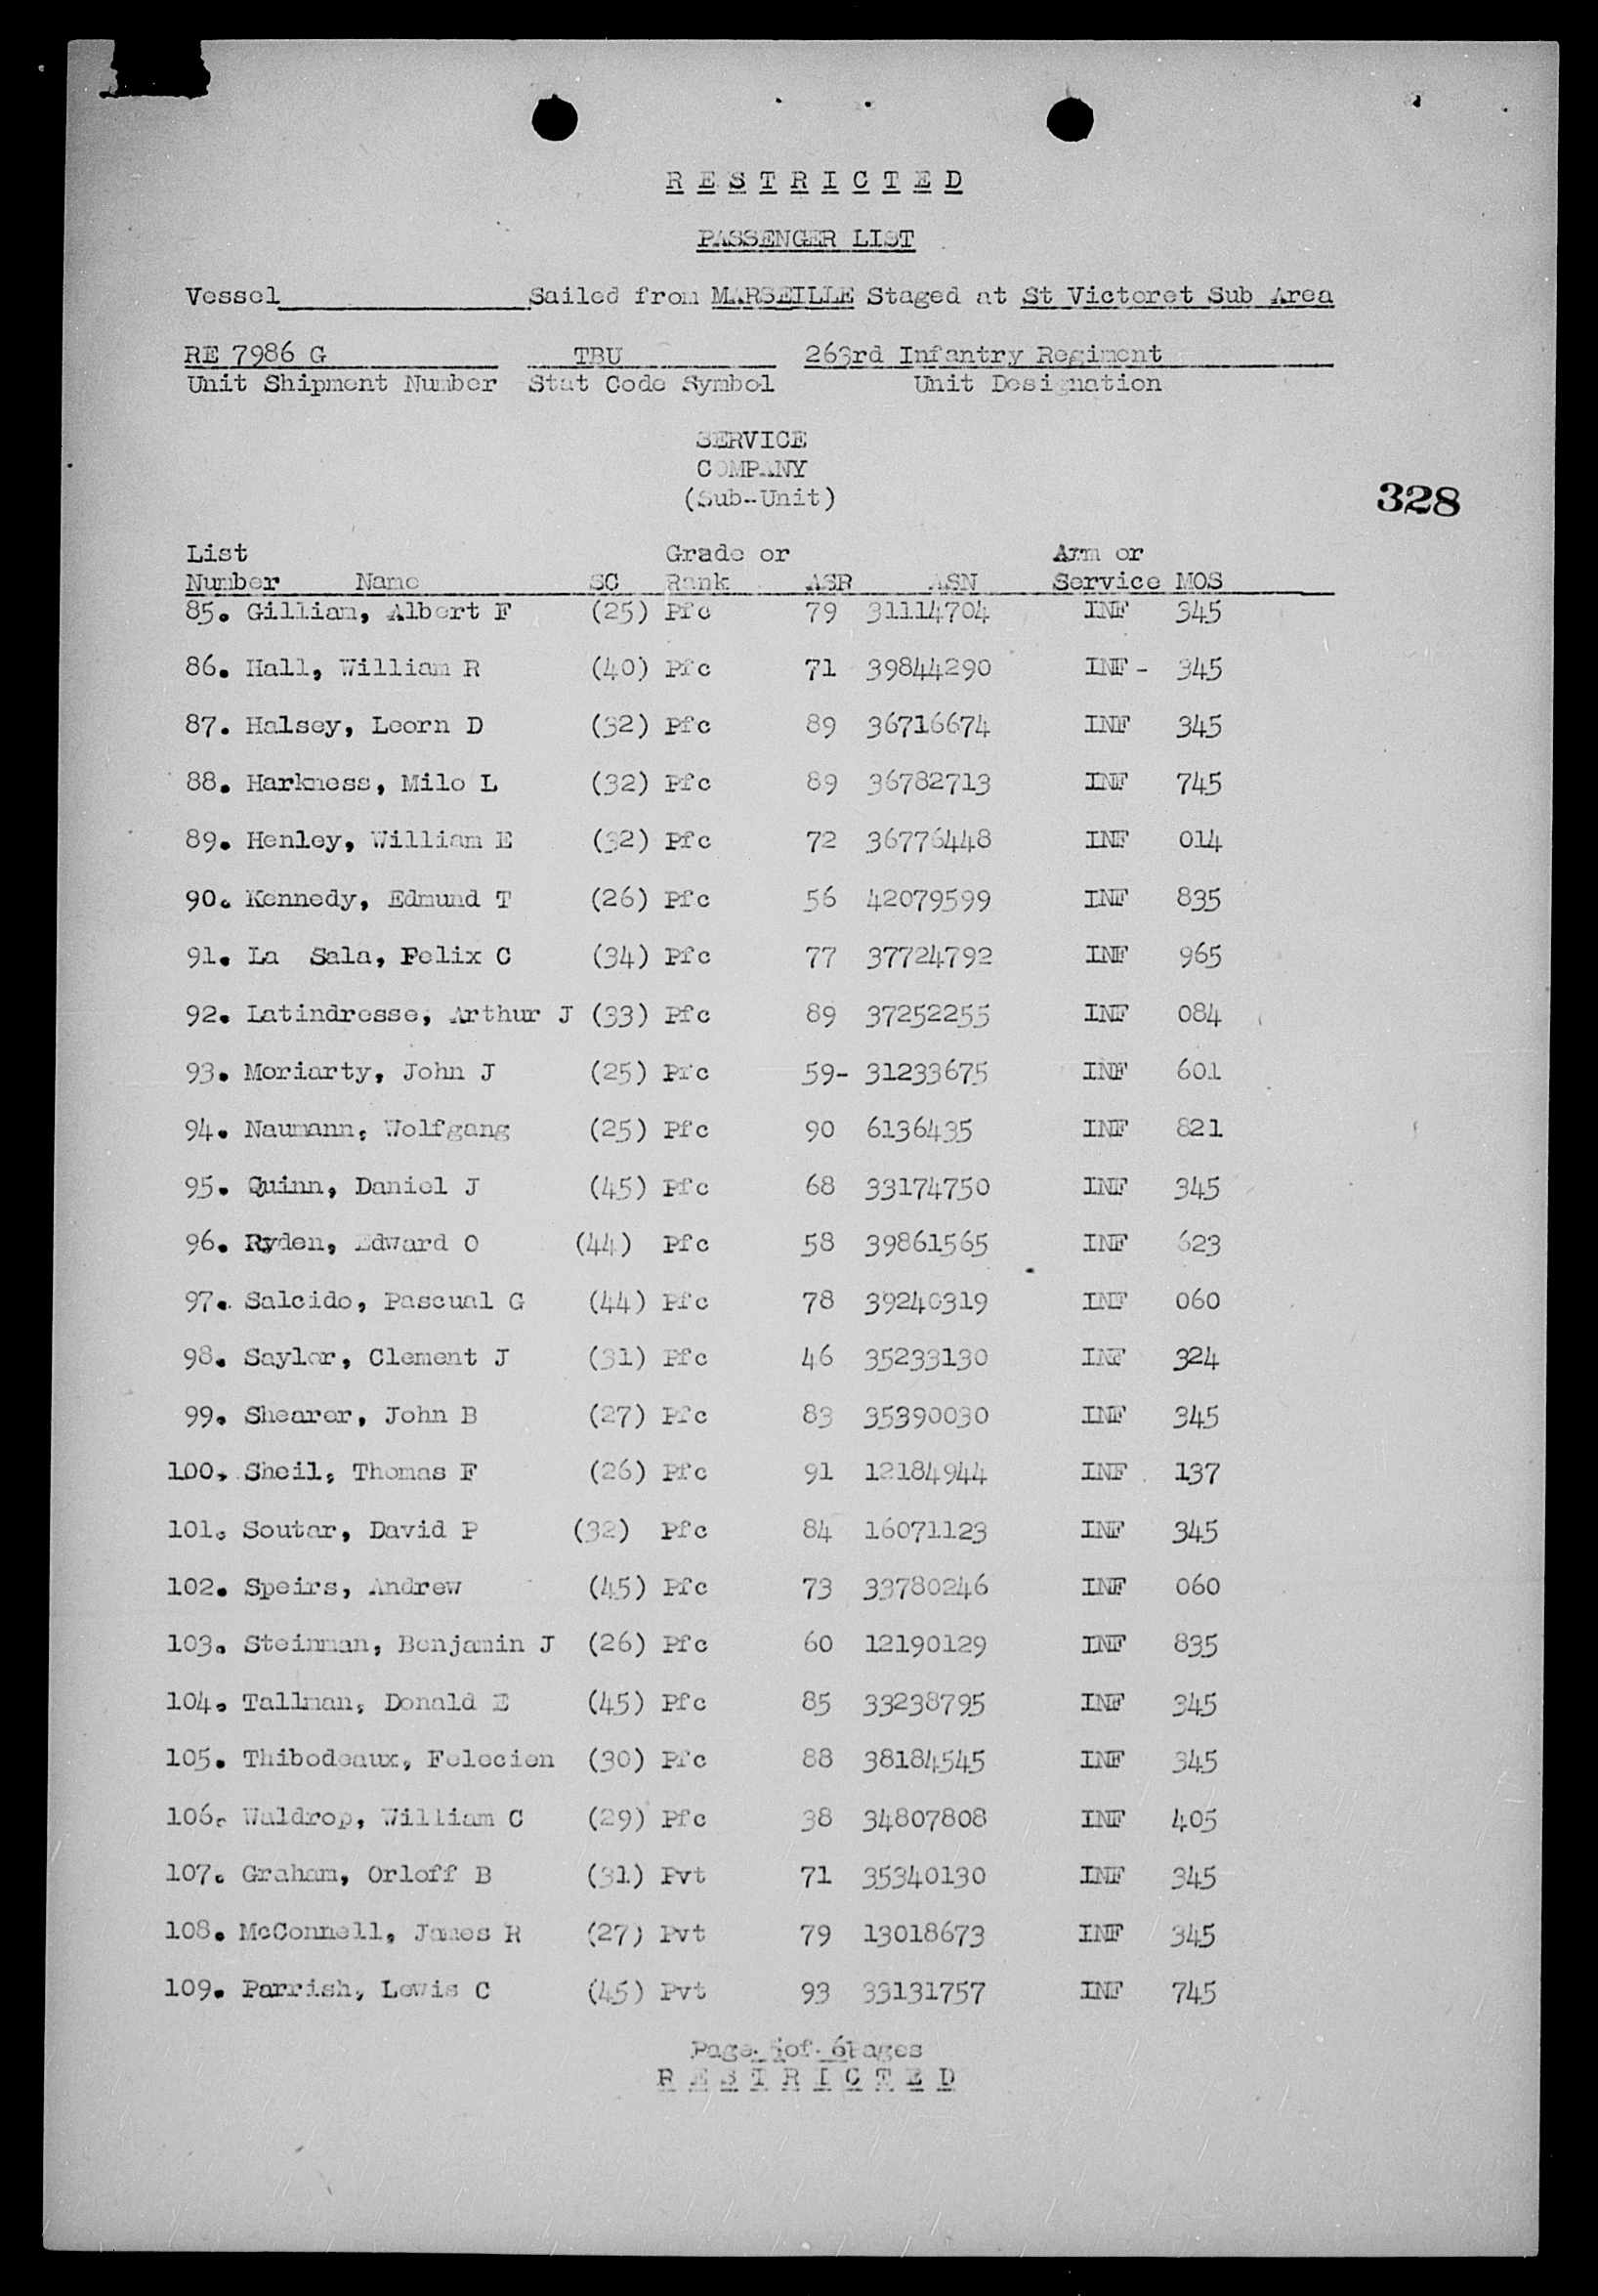 RESTRICTED
PASSENGER LIST
Vessel Sailed from MARSEILLE Staged at St Victoret Sub Area
RE 7986 G TBU 263rd Infantry Regiment
Unit Shipment Number Stat Code Symbol Unit Designation
SERVICE
COMPANY
(Sub-Unit)
328
List Grade or Arm or
Number Name SC Rank ASR ASN Service MOS
85. Gilliam, Albert F (25) Pfc 79 31114704 INF 345
86. Hall, William R (40) Pfc 71 39844290 INF - 345
87. Halsey, Leorn D (32) Pfc 89 36716674 INF 345
88. Harkness, Milo L (32) Pfc 89 36782713 INF 745
89. Henley, William E (32) Pfc 72 36776448 INF 014
90. Kennedy, Edmund T (26) Pfc 56 42079599 INF 835
91. La Sala, Felix C (34) Pfc 77 37724792 INF 965
92. Latindresse, Arthur J (33) Pfc 89 37252255 INF 084
93. Moriarty, John J (25) Pfc 59- 31233675 INF 601
94. Naumann, Wolfgang (25) Pfc 90 6136435 INF 821
95. Quinn, Daniel J (45) Pfc 68 33174750 INF 345
96. Ryden, Edward O (44) Pfc 58 39861565 INF 623
97. Salcido, Pascual G (44) Pfc 78 39240319 INF 060
98. Saylor, Clement J (31) Pfc 46 35233130 INF 324
99. Shearer, John B (27) Pfc 83 35390030 INF 345
100. Sheil, Thomas F (26) Pfc 91 12184944 INF 137
101. Soutar, David P (32) Pfc 84 16071123 INF 345
102. Speirs, Andrew (45) Pfc 73 33780246 INF 060
103. Steinman, Benjamin J (26) Pfc 60 12190129 INF 835
104. Tallman, Donald E (45) Pfc 85 33238795 INF 345
105. Thibodeaux, Felecien (30) Pfc 88 38184545 INF 345
106. Waldrop, William C (29) Pfc 38 34807808 INF 405
107. Graham, Orloff B (31) Pvt 71 35340130 INF 345
108. McConnell, James R (27) Pvt 79 13018673 INF 345
109. Parrish, Lewis C (45) Pvt 93 33131757 INF 745
Page 5of 6Pages
RESTRICTED